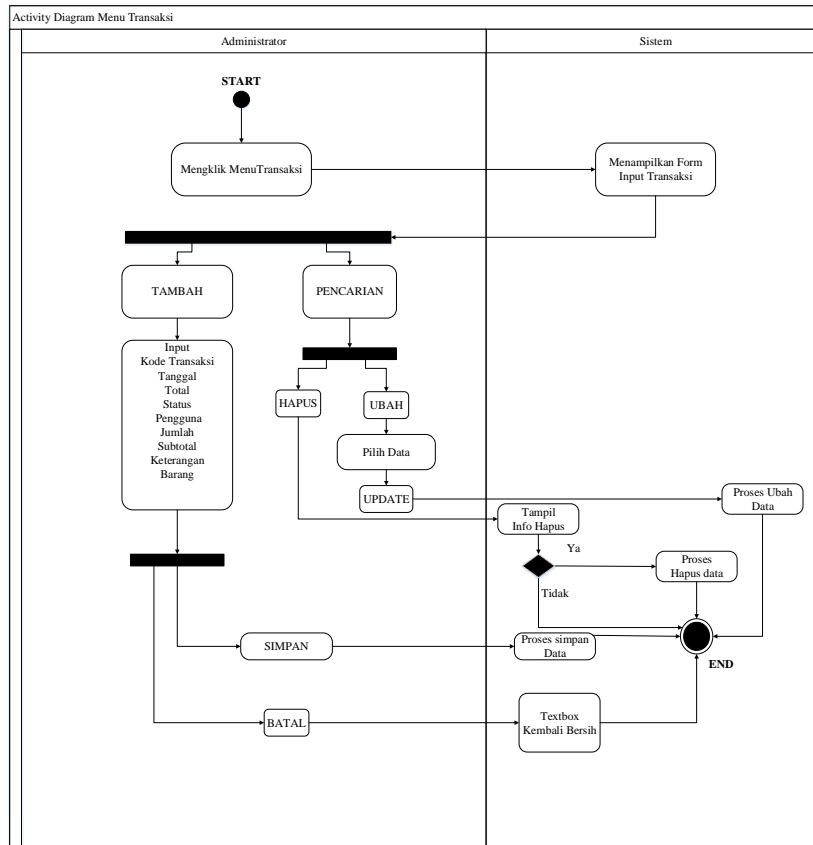 Activity Diagram Menu Transaksi
Administrator
Sistem
START
Mengklik MenuTransaksi
Menampilkan Form
Input Transaksi
TAMBAH
PENCARIAN
Input
Kode Transaksi
Tanggal
Total
Status
Pengguna
Jumlah
Subtotal
Keterangan
Barang
HAPUS
UBAH
Pilih Data
UPDATE
Proses Ubah
Data
Tampil
Info Hapus
Ya
Proses
Hapus data
Tidak
SIMPAN
Proses simpan
Data
END
BATAL
Textbox
Kembali Bersih